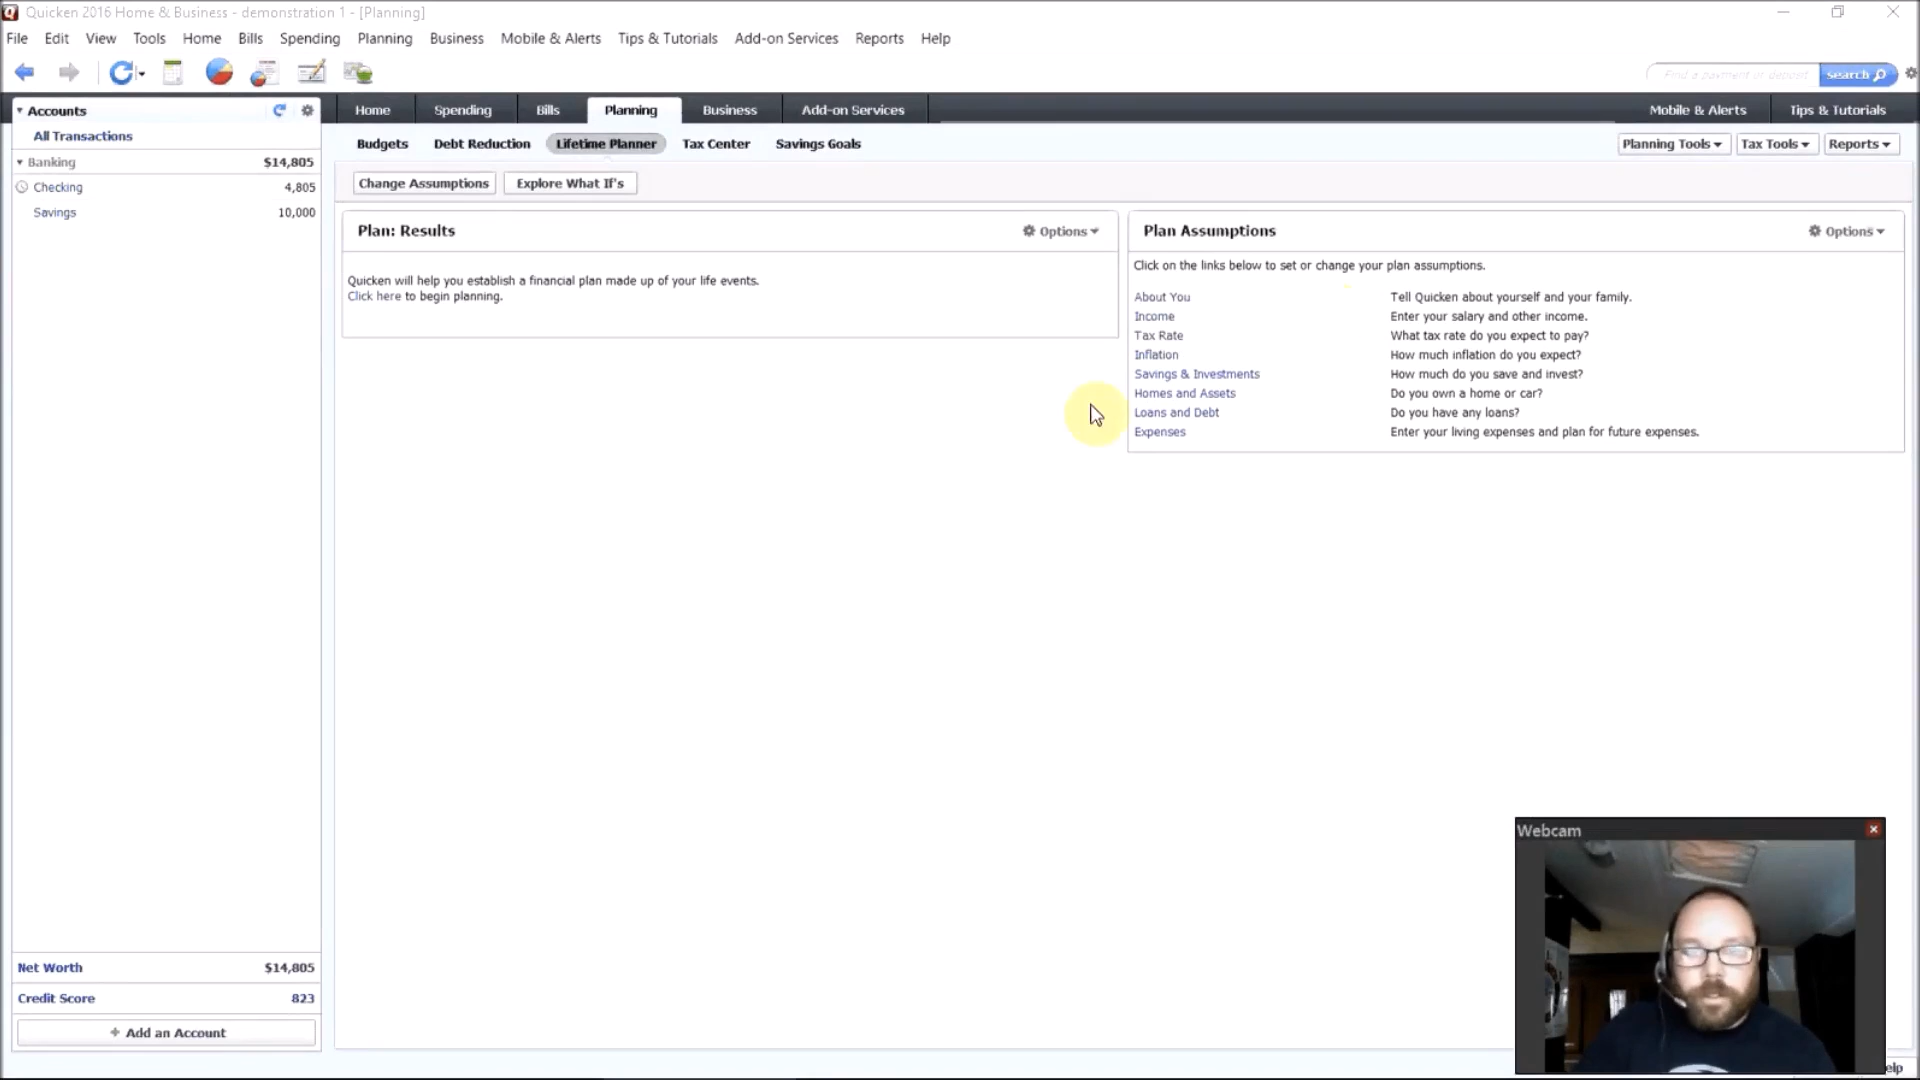 Quicken 2016 Home & Business - demonstration 1 - [Planning]
File Edit View Tools Home Bills Spending Planning Business Mobile & Alerts Tips & Tutorials Add-on Services Reports Help
Find a payment or deposit search
Accounts
Home Spending Bills Planning Business Add-on Services Mobile & Alerts Tips & Tutorials
All Transactions
Budgets Debt Reduction Lifetime Planner Tax Center Savings Goals Planning Tools Tax Tools Reports
Banking $14,805
Checking 4,805
Savings 10,000
Change Assumptions Explore What If's
Plan: Results Options
Quicken will help you establish a financial plan made up of your life events.
Click here to begin planning.
Plan Assumptions Options
Click on the links below to set or change your plan assumptions.
About You Tell Quicken about yourself and your family.
Income Enter your salary and other income.
Tax Rate What tax rate do you expect to pay?
Inflation How much inflation do you expect?
Savings & Investments How much do you save and invest?
Homes and Assets Do you own a home or car?
Loans and Debt Do you have any loans?
Expenses Enter your living expenses and plan for future expenses.
Webcam
Net Worth $14,805
Credit Score 823
+ Add an Account
elp